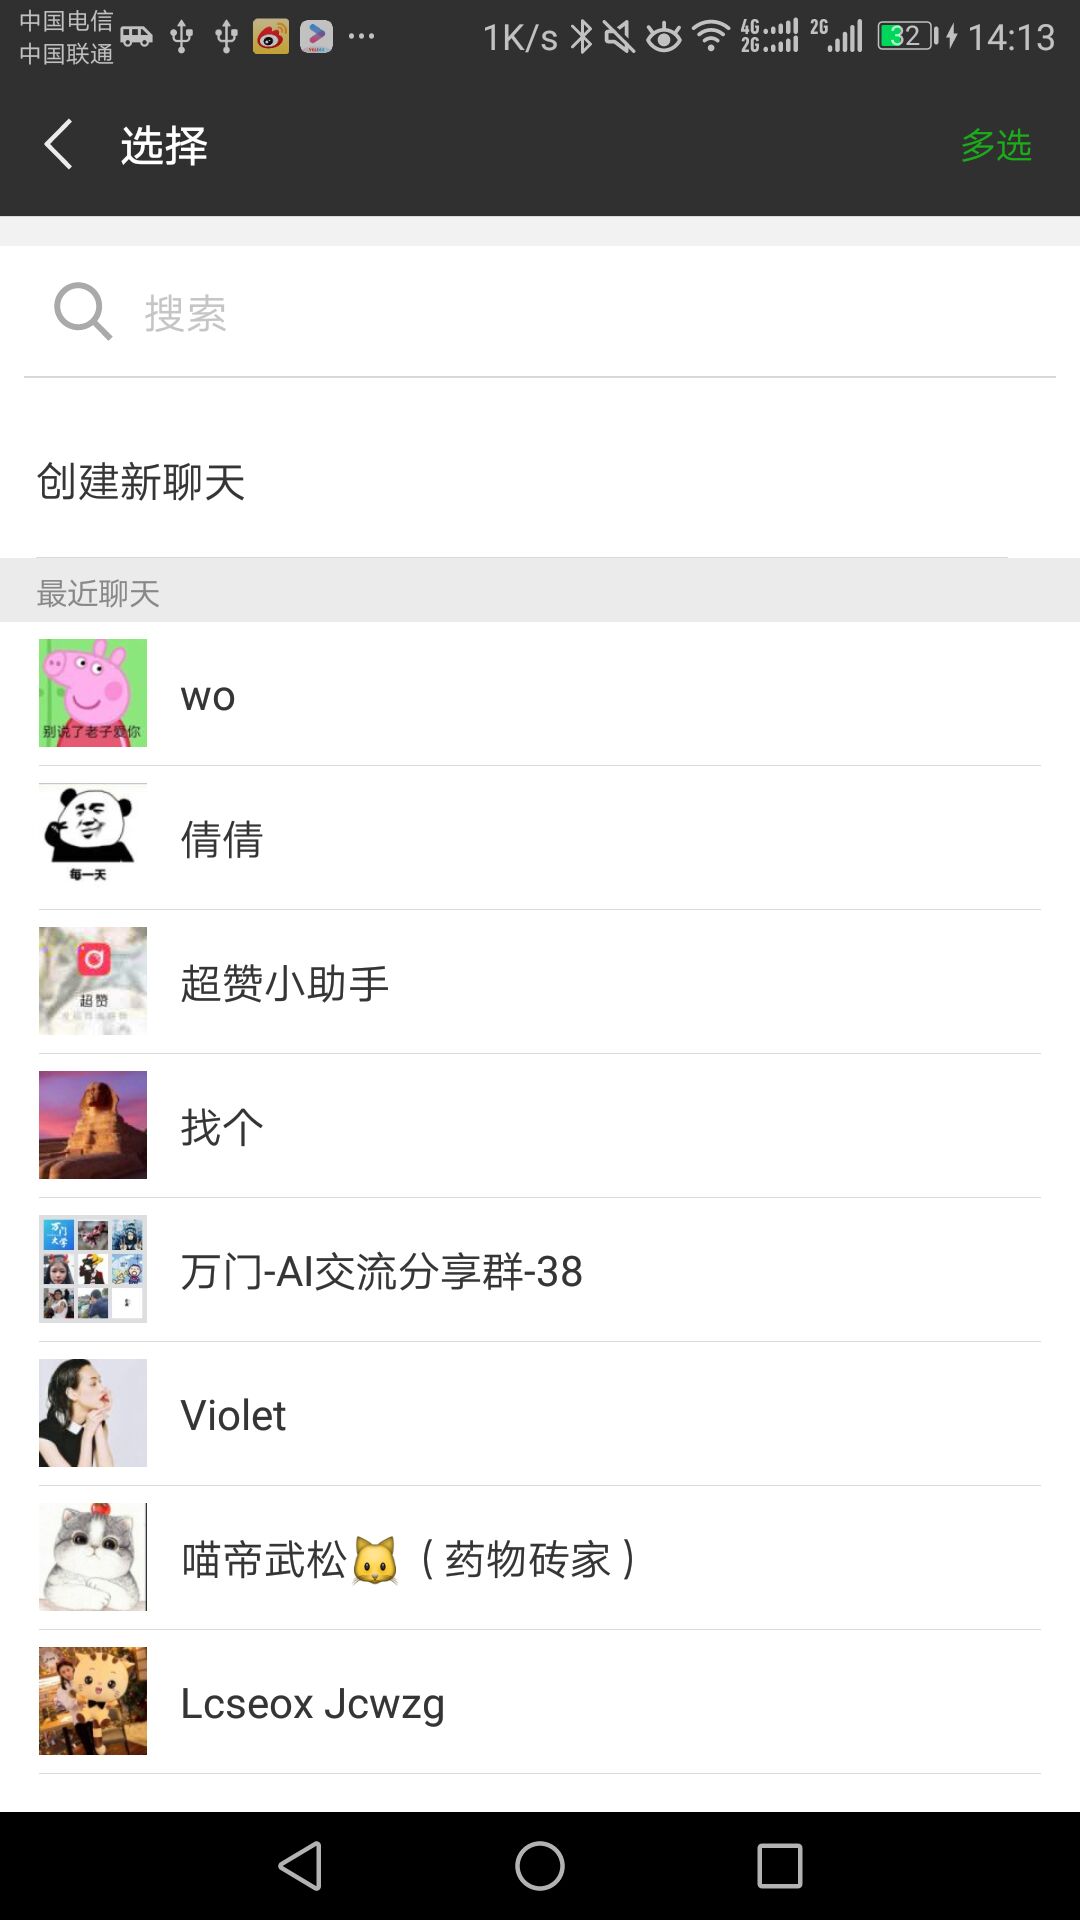 中国电信
中国联通
1K/s 4G 2G 2G 32 14:13
选择
多选
搜索
创建新聊天
最近聊天
wo
别说了老子爱你
倩倩
每一天
超赞小助手
超赞
找个
万门-AI交流分享群-38
万门
大学
Violet
喵帝武松🐱（药物砖家）
Lcseox Jcwzg